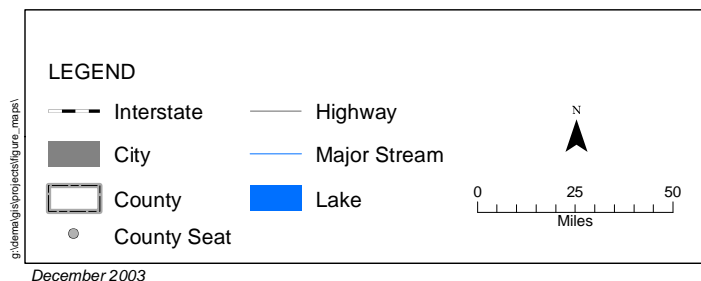 LEGEND
Interstate
Highway
City
Major Stream
County
Lake
County Seat
N
0 25 50
Miles
g:\dema\gis\projects\figure_maps\
December 2003